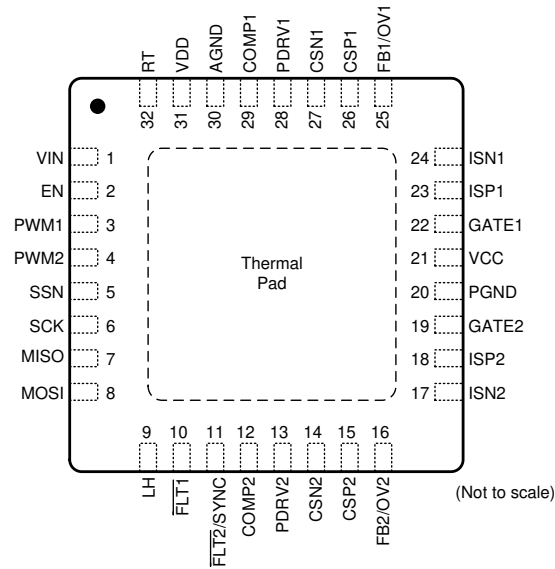 RT
VDD
AGND
COMP1
PDRV1
CSN1
CSP1
FB1/OV1
32
31
30
29
28
27
26
25
VIN 1
EN 2
PWM1 3
PWM2 4
SSN 5
SCK 6
MISO 7
MOSI 8
Thermal
Pad
24 ISN1
23 ISP1
22 GATE1
21 VCC
20 PGND
19 GATE2
18 ISP2
17 ISN2
9
10
11
12
13
14
15
16
LH
FLT1
FLT2/SYNC
COMP2
PDRV2
CSN2
CSP2
FB2/OV2
(Not to scale)